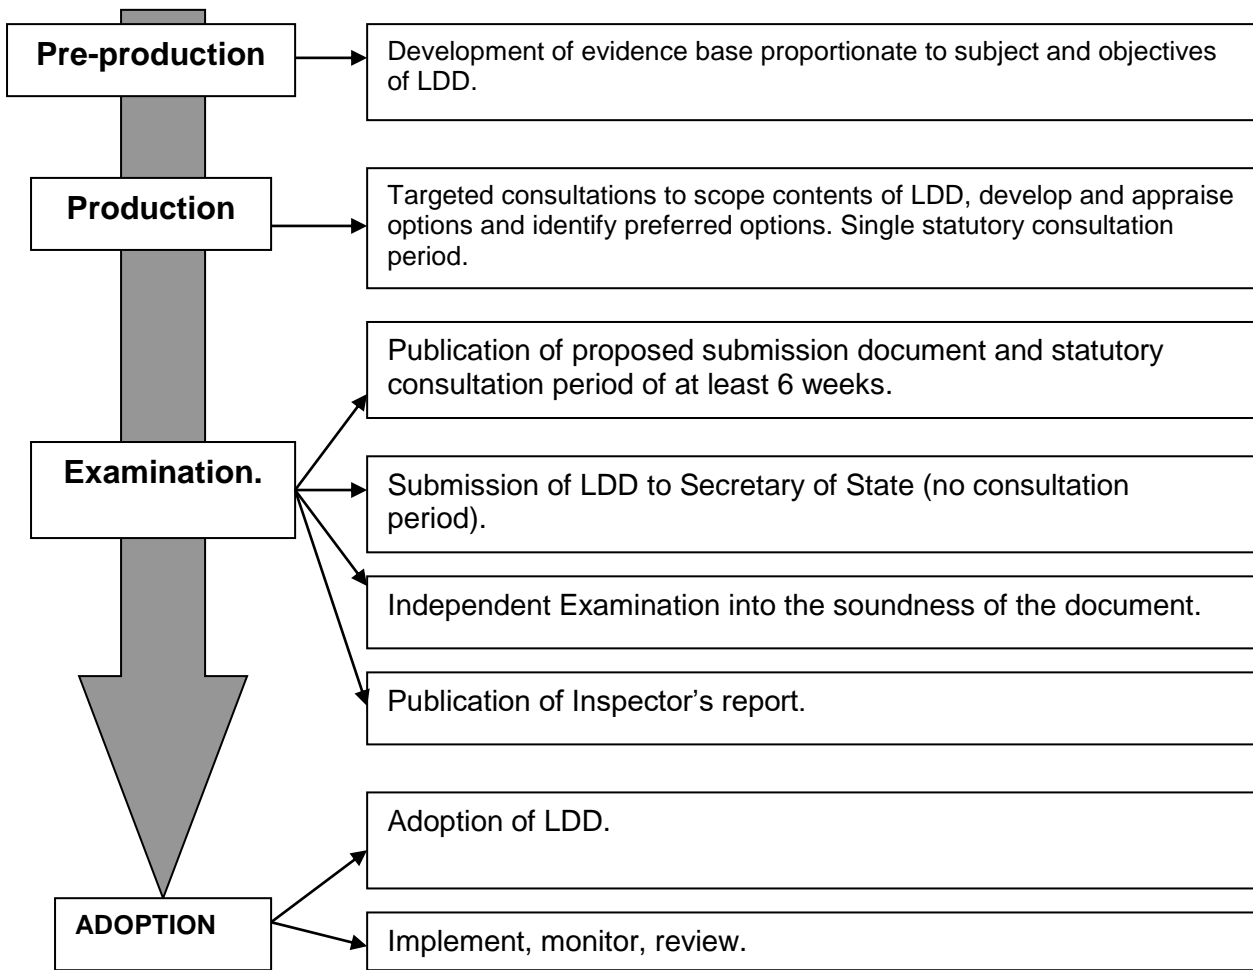 Pre-production
Development of evidence base proportionate to subject and objectives
of LDD.
Production
Targeted consultations to scope contents of LDD, develop and appraise
options and identify preferred options. Single statutory consultation
period.
Examination.
Publication of proposed submission document and statutory
consultation period of at least 6 weeks.
Submission of LDD to Secretary of State (no consultation
period).
Independent Examination into the soundness of the document.
Publication of Inspector’s report.
ADOPTION
Adoption of LDD.
Implement, monitor, review.